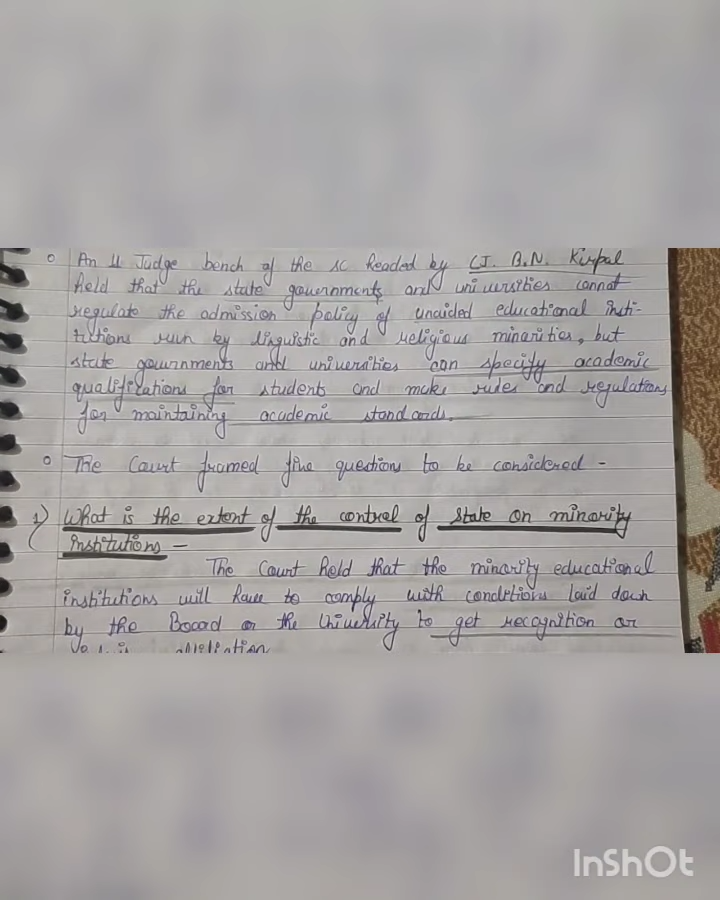 An 11 Judge bench of the SC headed by CJ. B.N. Kirpal
held that the state governments and universities cannot
regulate the admission policy of unaided educational insti-
tutions run by linguistic and religious minorities, but
state governments and universities can specify academic
qualifications for students and make rules and regulations
for maintaining academic standards.
The Court framed five questions to be considered -
1) What is the extent of the control of state on minority
institutions -
The Court held that the minority educational
institutions will have to comply with conditions laid down
by the Board or the University to get recognition or
affiliation
InShOt